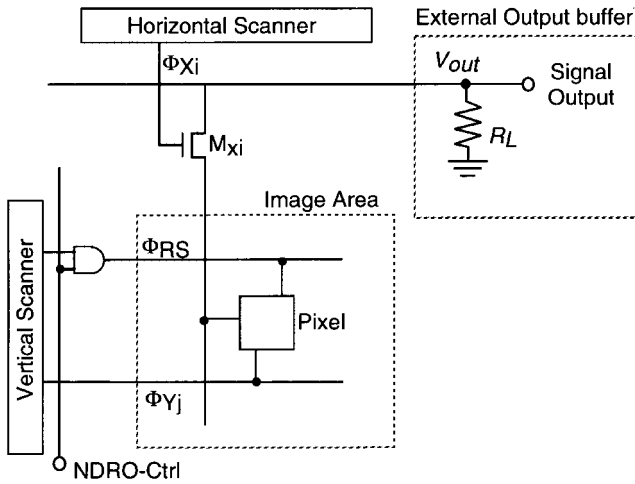 Horizontal Scanner
External Output buffer
ΦXi
Vout
Signal
Output
Mxi
RL
Image Area
Vertical Scanner
ΦRS
Pixel
ΦYj
NDRO-Ctrl